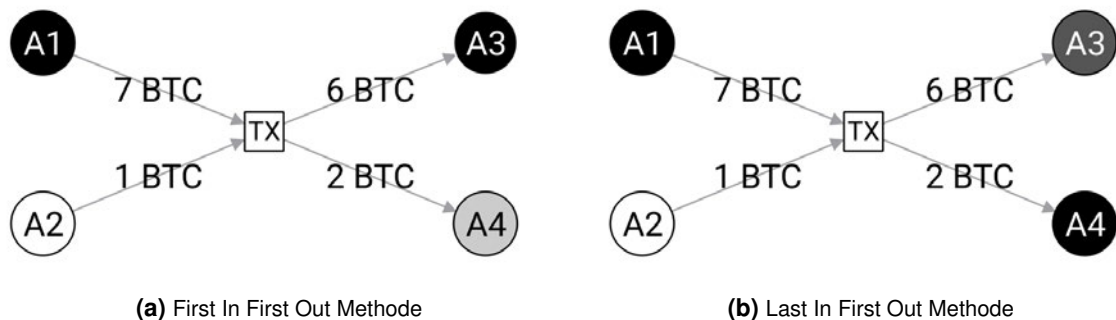 A1 A3 A1 A3
7 BTC 6 BTC 7 BTC 6 BTC
TX TX
1 BTC 2 BTC 1 BTC 2 BTC
A2 A4 A2 A4
(a) First In First Out Methode (b) Last In First Out Methode